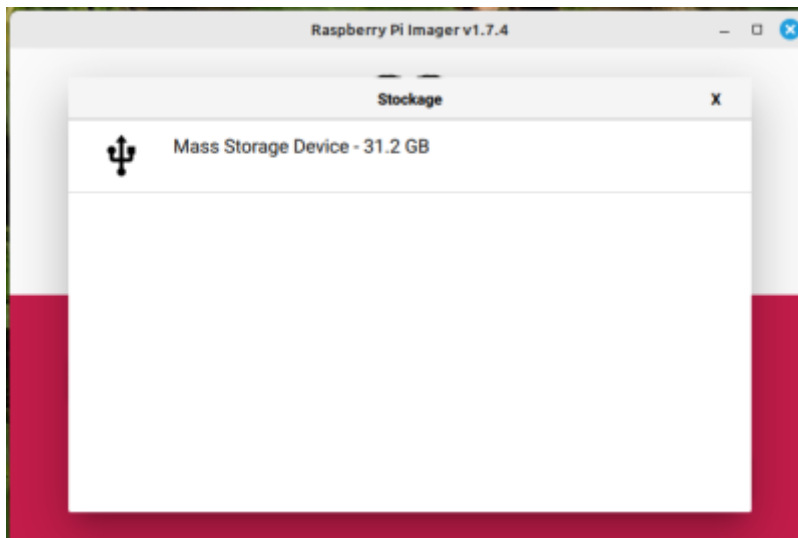 Raspberry Pi Imager v1.7.4
Stockage X
Mass Storage Device - 31.2 GB